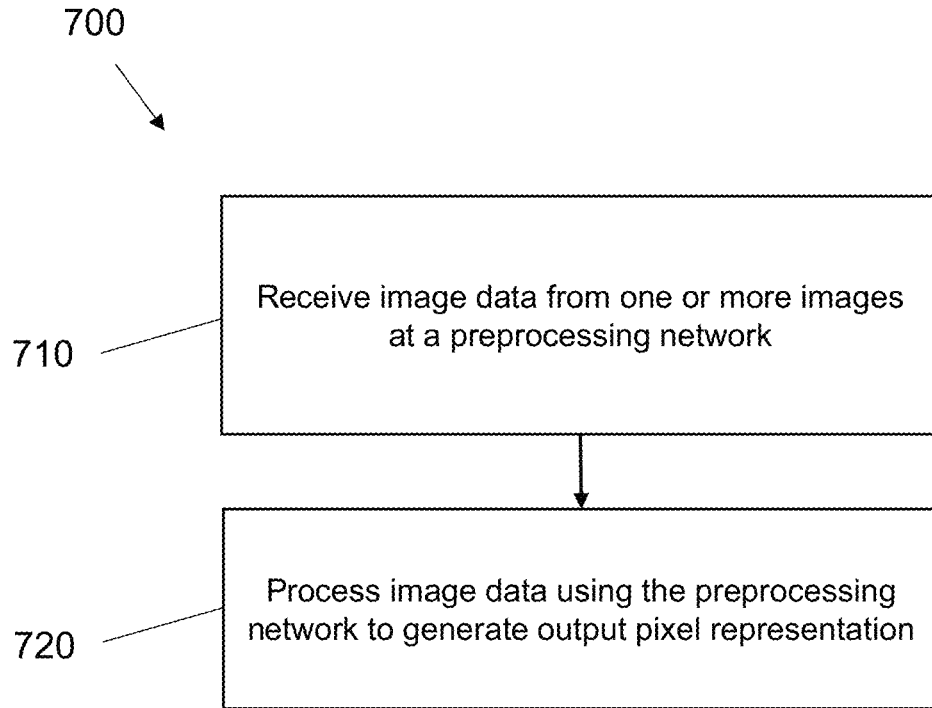 700
Receive image data from one or more images
at a preprocessing network
710
Process image data using the preprocessing
network to generate output pixel representation
720